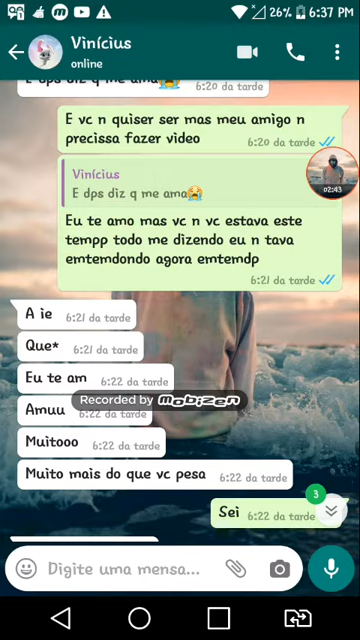 26% 6:37 PM
Vinícius
online
E dps diz q me ama😭
6:20 da tarde
E vc n quiser ser mas meu amigo n
precissa fazer video
6:20 da tarde
Vinícius
E dps diz q me ama😭
02:43
Eu te amo mas vc n vc estava este
tempp todo me dizendo eu n tava
emtemdondo agora emtemdp
6:21 da tarde
A ie 6:21 da tarde
Que* 6:21 da tarde
Eu te am 6:22 da tarde
Recorded by mobizen
Amuu 6:22 da tarde
Muitooo 6:22 da tarde
Muito mais do que vc pesa 6:22 da tarde
3
Sei 6:22 da tarde
Digite uma mensa...